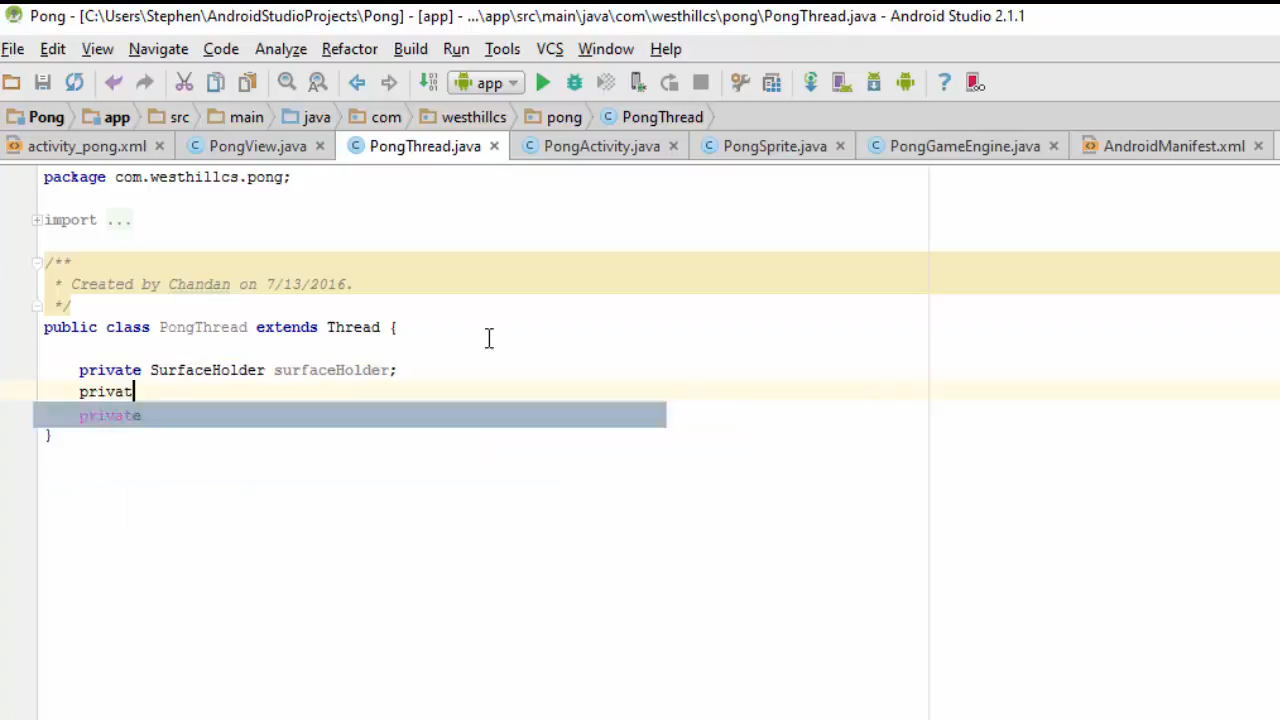 Pong - [C:\Users\Stephen\AndroidStudioProjects\Pong] - [app] - ...\app\src\main\java\com\westhillcs\pong\PongThread.java - Android Studio 2.1.1
File Edit View Navigate Code Analyze Refactor Build Run Tools VCS Window Help
app
Pong app src main java com westhillcs pong PongThread
activity_pong.xml PongView.java PongThread.java PongActivity.java PongSprite.java PongGameEngine.java AndroidManifest.xml
package com.westhillcs.pong;
import ...
/**
* Created by Chandan on 7/13/2016.
*/
public class PongThread extends Thread {
private SurfaceHolder surfaceHolder;
privat
private
}